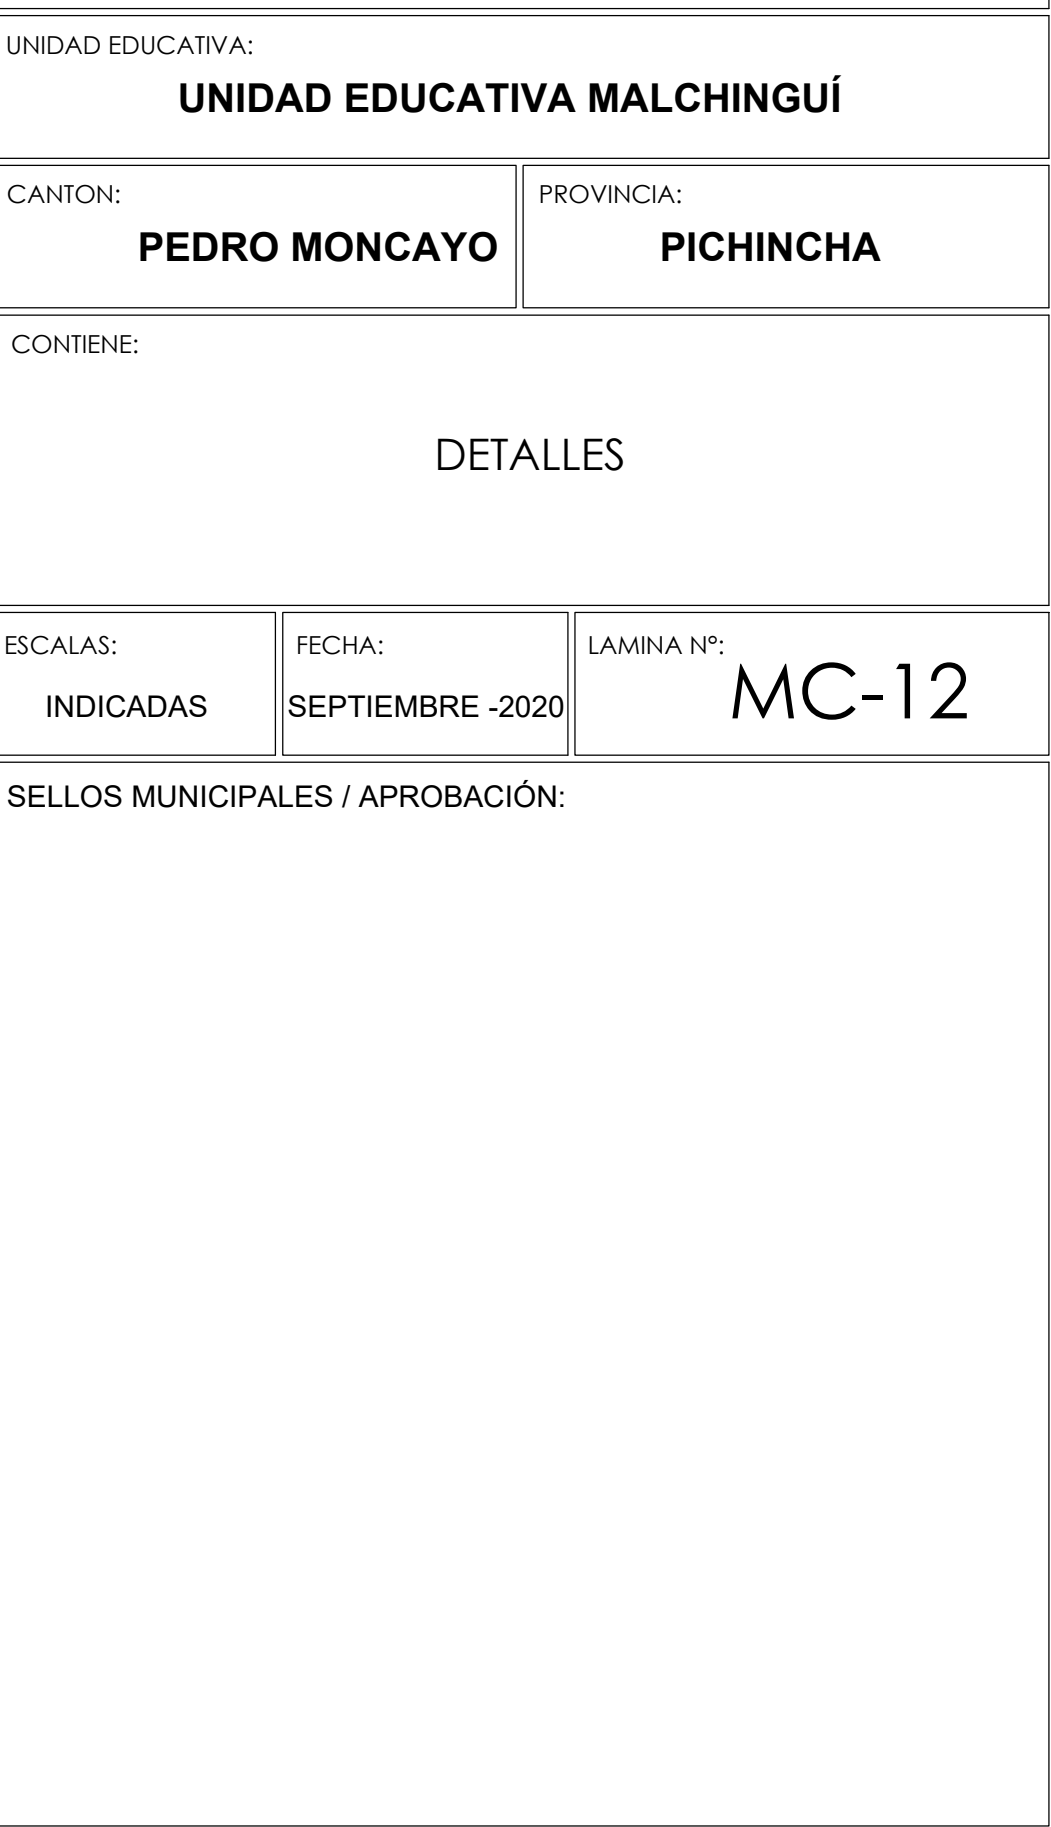 UNIDAD EDUCATIVA:
UNIDAD EDUCATIVA MALCHINGUÍ
CANTON:
PEDRO MONCAYO
PROVINCIA:
PICHINCHA
CONTIENE:
DETALLES
ESCALAS:
INDICADAS
FECHA:
SEPTIEMBRE -2020
LAMINA N°:
MC-12
SELLOS MUNICIPALES / APROBACIÓN: